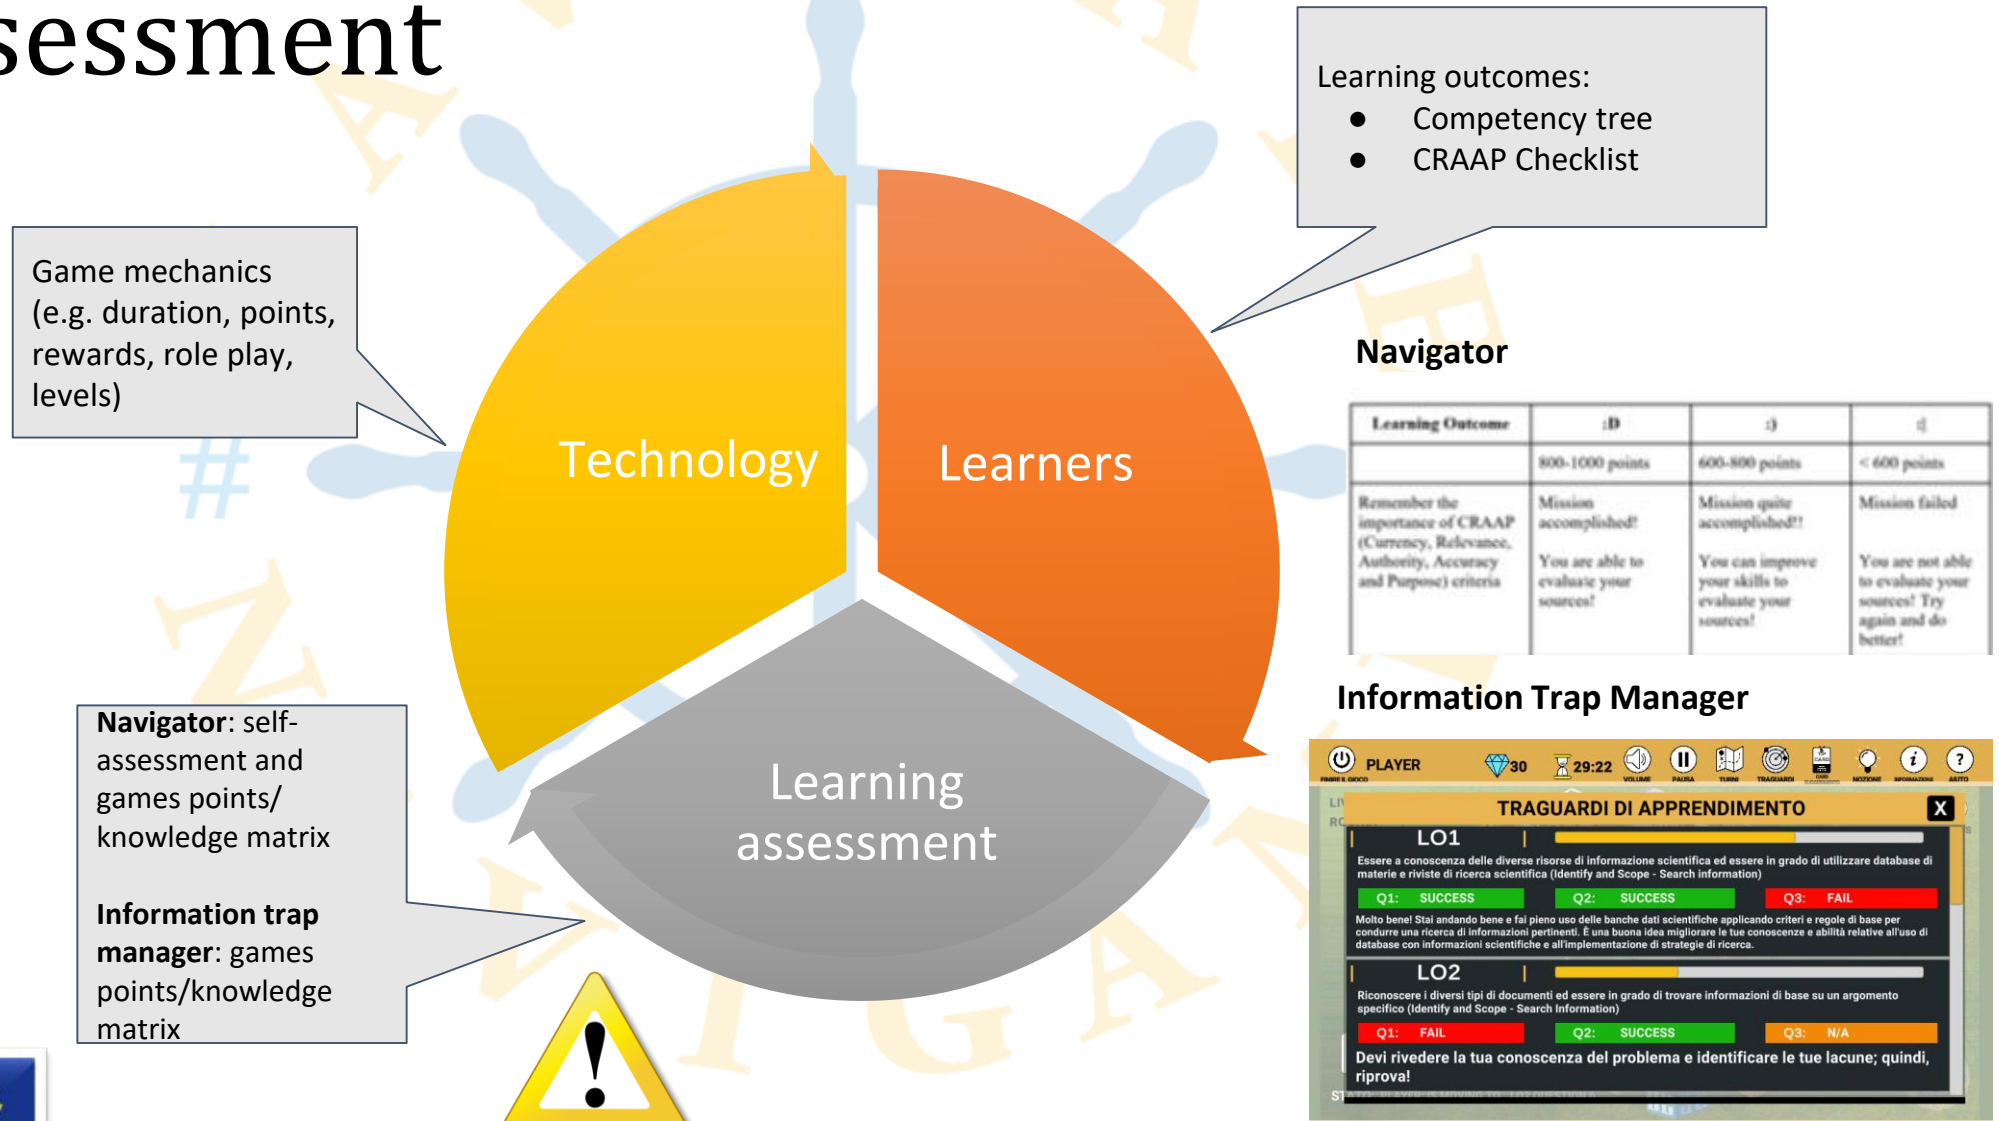 sessment
Learning outcomes:
● Competency tree
● CRAAP Checklist
Game mechanics
(e.g. duration, points,
rewards, role play,
levels)
Technology
Learners
Learning
assessment
Navigator: self-
assessment and
games points/
knowledge matrix
Information trap
manager: games
points/knowledge
matrix
Navigator
Learning Outcome :D :) :|
800-1000 points 600-800 points < 600 points
Remember the
importance of CRAAP
(Currency, Relevance,
Authority, Accuracy
and Purpose) criteria
Mission
accomplished!
You are able to
evaluate your
sources!
Mission quite
accomplished!!
You can improve
your skills to
evaluate your
sources!
Mission failed
You are not able
to evaluate your
sources! Try
again and do
better!
Information Trap Manager
PLAYER 30 29:22
FINIRE IL GIOCO VOLUME PAUSA TURNI TRAGUARDI CARD NOZIONE INFORMAZIONE AIUTO
TRAGUARDI DI APPRENDIMENTO X
LO1
Essere a conoscenza delle diverse risorse di informazione scientifica ed essere in grado di utilizzare database di
materie e riviste di ricerca scientifica (Identify and Scope - Search information)
Q1: SUCCESS Q2: SUCCESS Q3: FAIL
Molto bene! Stai andando bene e fai pieno uso delle banche dati scientifiche applicando criteri e regole di base per
condurre una ricerca di informazioni pertinenti. È una buona idea migliorare le tue conoscenze e abilità relative all'uso di
database con informazioni scientifiche e all'implementazione di strategie di ricerca.
LO2
Riconoscere i diversi tipi di documenti ed essere in grado di trovare informazioni di base su un argomento
specifico (Identify and Scope - Search Information)
Q1: FAIL Q2: SUCCESS Q3: N/A
Devi rivedere la tua conoscenza del problema e identificare le tue lacune; quindi,
riprova!